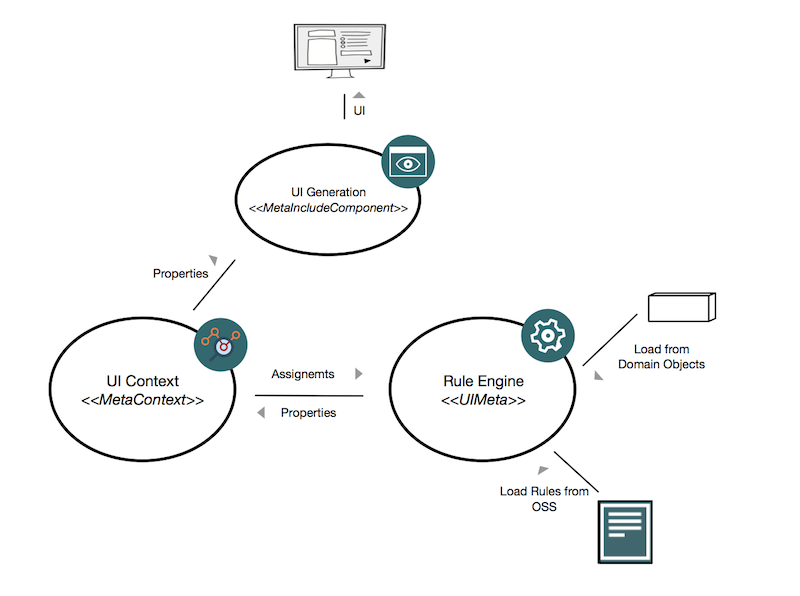 UI
UI Generation
<<MetaIncludeComponent>>
Properties
UI Context
<<MetaContext>>
Assignemts
Properties
Rule Engine
<<UIMeta>>
Load from
Domain Objects
Load Rules from
OSS